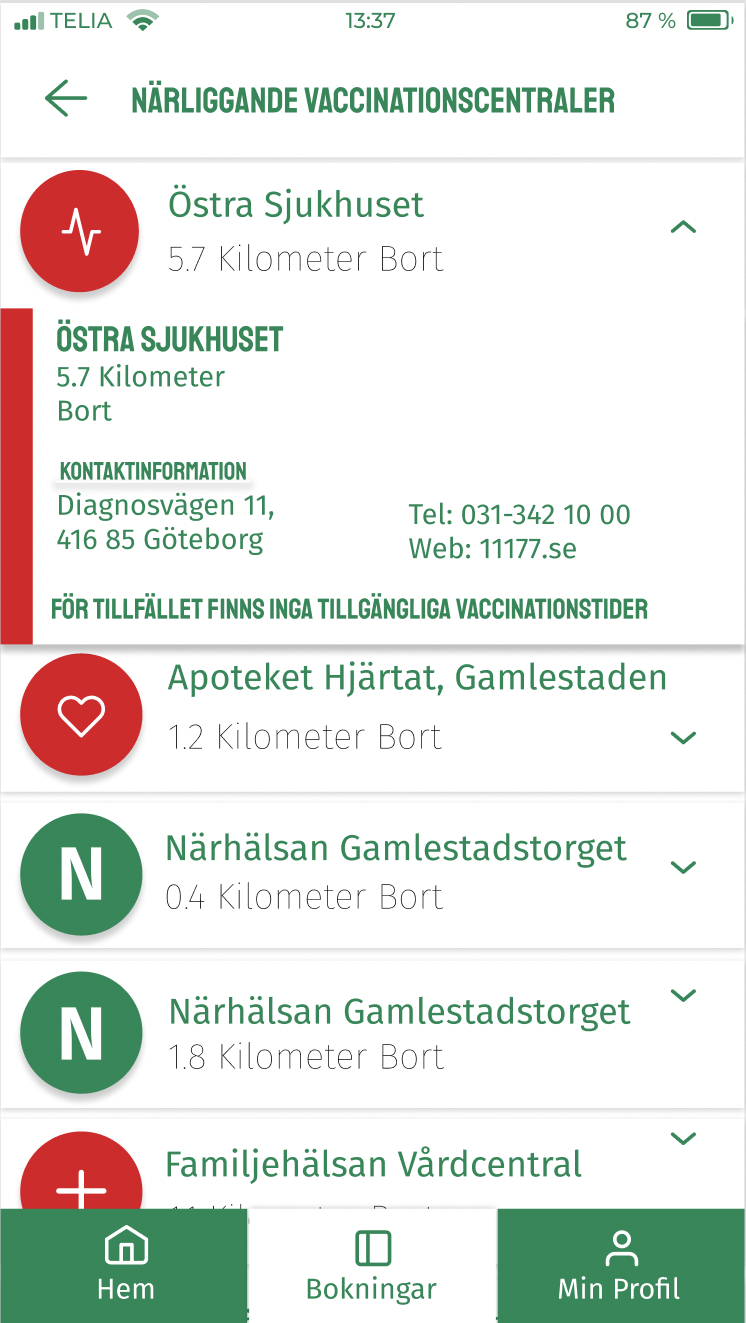 TELIA 13:37 87 %
NÄRLIGGANDE VACCINATIONSCENTRALER
Östra Sjukhuset
5.7 Kilometer Bort
ÖSTRA SJUKHUSET
5.7 Kilometer
Bort
KONTAKTINFORMATION
Diagnosvägen 11,
416 85 Göteborg
Tel: 031-342 10 00
Web: 11177.se
FÖR TILLFÄLLET FINNS INGA TILLGÄNGLIGA VACCINATIONSTIDER
Apoteket Hjärtat, Gamlestaden
1.2 Kilometer Bort
N
Närhälsan Gamlestadstorget
0.4 Kilometer Bort
N
Närhälsan Gamlestadstorget
1.8 Kilometer Bort
Familjehälsan Vårdcentral
Hem
Bokningar
Min Profil